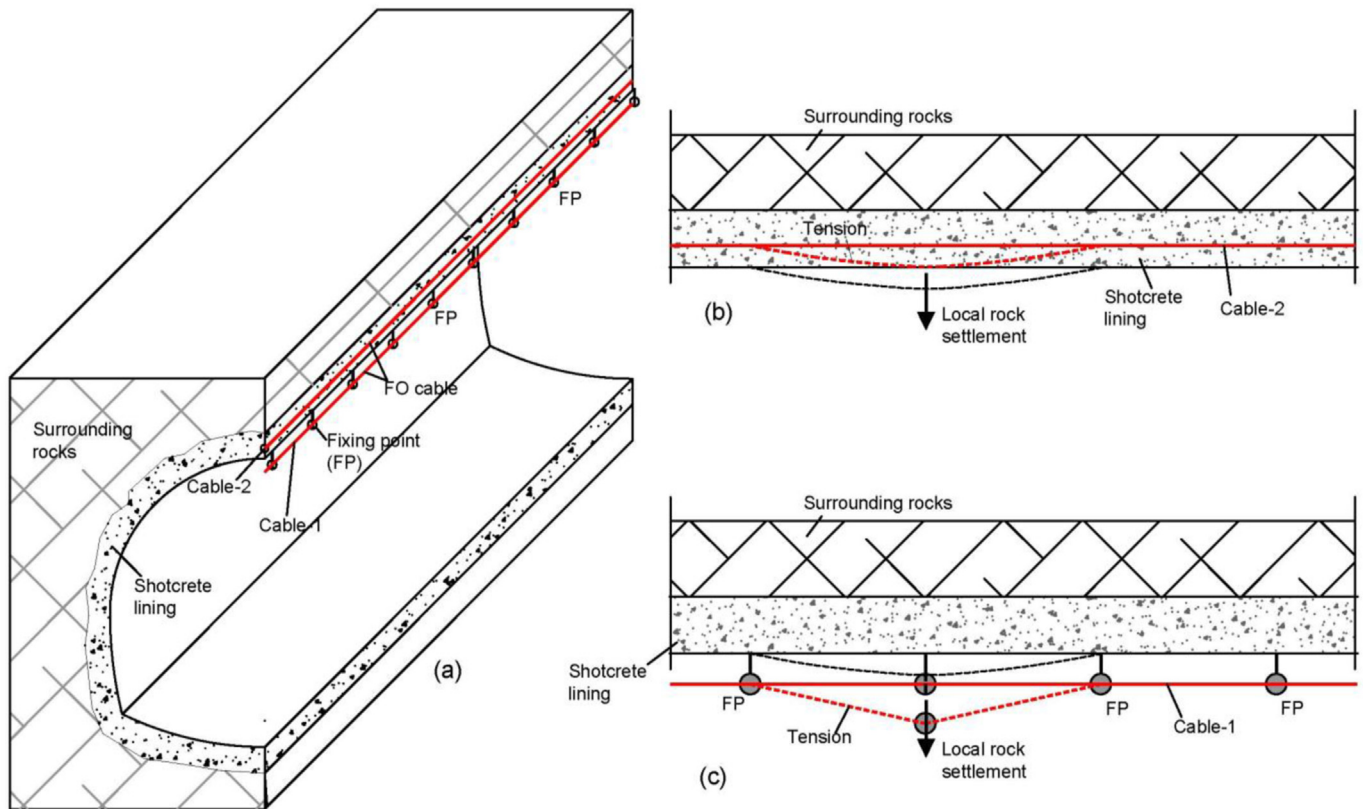 FP
FP
FO cable
Fixing point
(FP)
Surrounding
rocks
Cable-2
Cable-1
Shotcrete
lining
(a)
Surrounding rocks
Tension
(b)
Local rock
settlement
Shotcrete
lining
Cable-2
Surrounding rocks
Shotcrete
lining
FP
FP
FP
Tension
Cable-1
Local rock
settlement
(c)